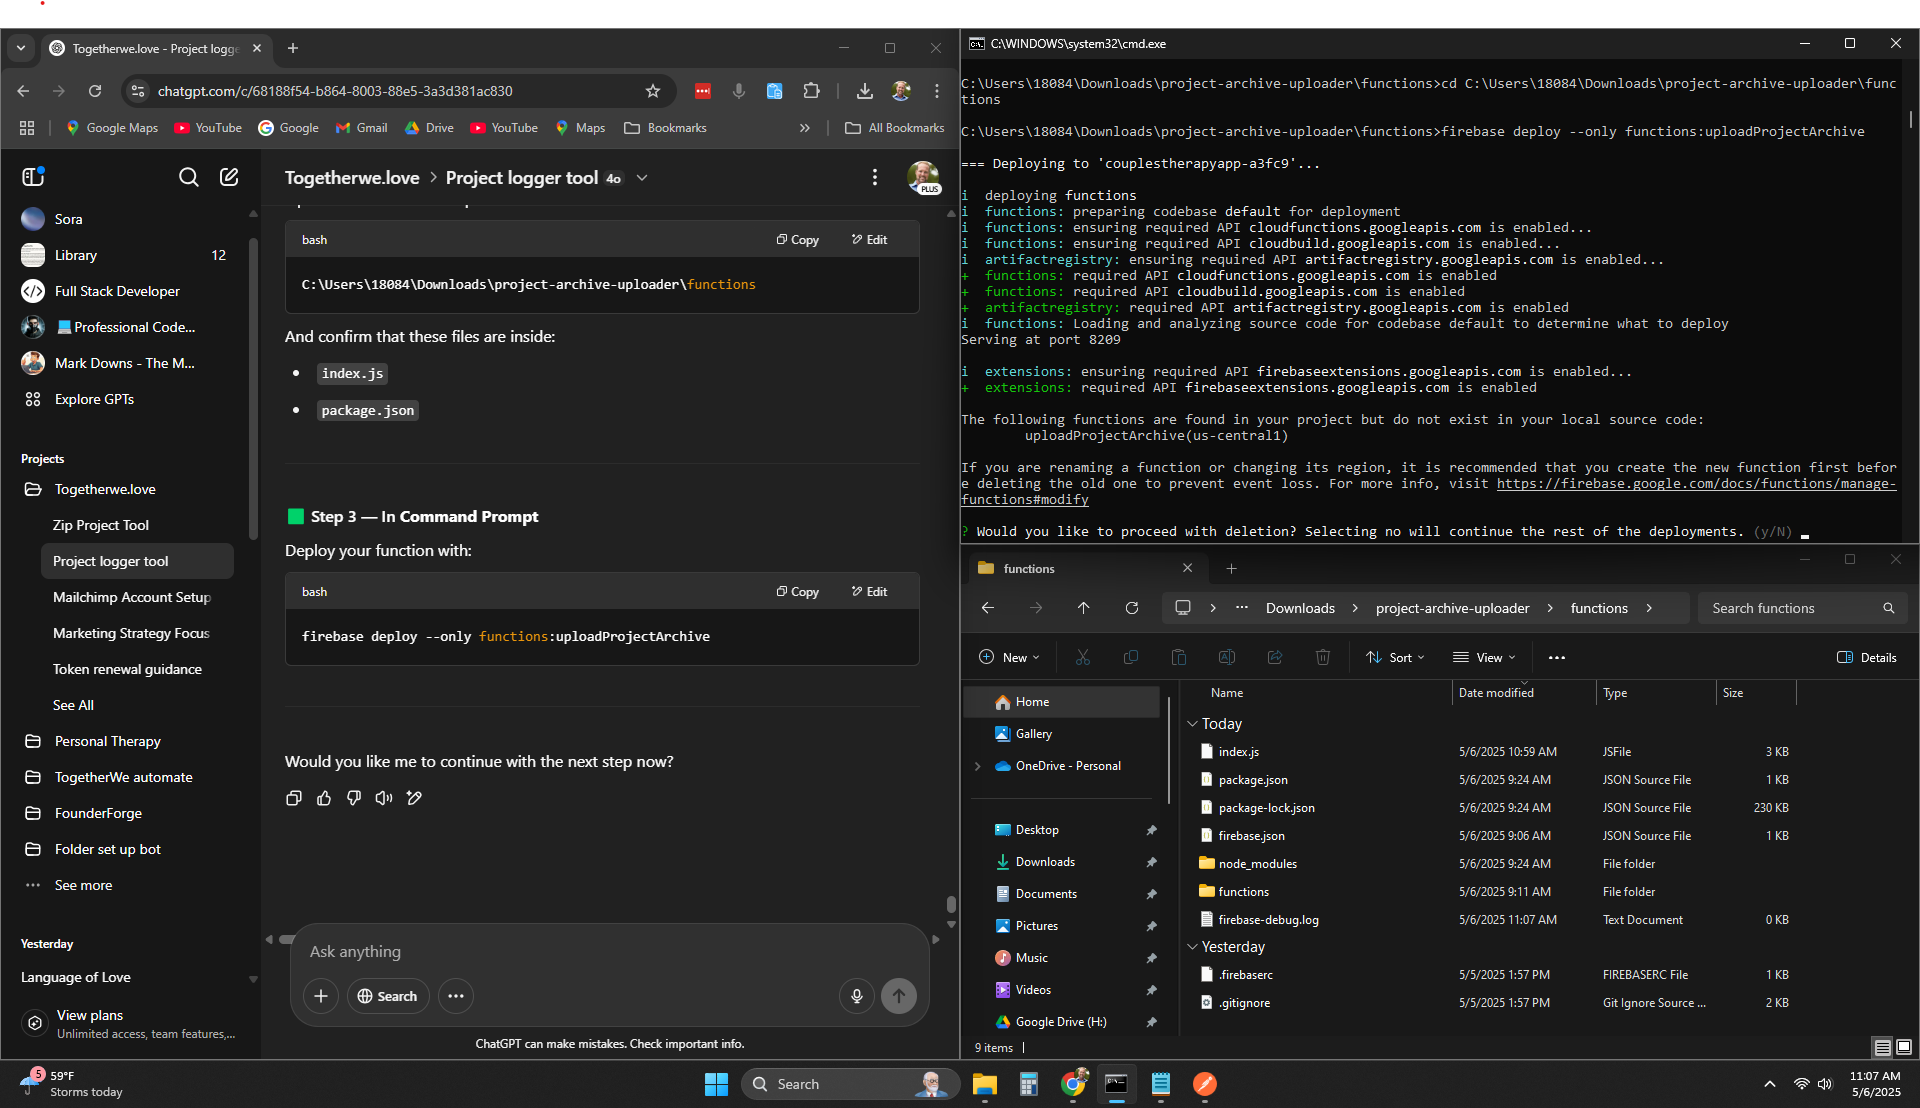 Togetherwe.love - Project logge
chatgpt.com/c/68188f54-b864-8003-88e5-3a3d381ac830
Google Maps
YouTube
Google
Gmail
Drive
YouTube
Maps
Bookmarks
»
All Bookmarks
Sora
Library
12
Full Stack Developer
Professional Code...
Mark Downs - The M...
Explore GPTs
Projects
Togetherwe.love
Zip Project Tool
Project logger tool
Mailchimp Account Setup
Marketing Strategy Focus
Token renewal guidance
See All
Personal Therapy
TogetherWe automate
FounderForge
Folder set up bot
See more
Yesterday
Language of Love
View plans
Unlimited access, team features,...
Togetherwe.love > Project logger tool 4o
PLUS
bash
Copy
Edit
C:\Users\18084\Downloads\project-archive-uploader\functions
And confirm that these files are inside:
• index.js
• package.json
Step 3 — In Command Prompt
Deploy your function with:
bash
Copy
Edit
firebase deploy --only functions:uploadProjectArchive
Would you like me to continue with the next step now?
Ask anything
Search
ChatGPT can make mistakes. Check important info.
C:\WINDOWS\system32\cmd.exe
C:\Users\18084\Downloads\project-archive-uploader\functions>cd C:\Users\18084\Downloads\project-archive-uploader\func
tions
C:\Users\18084\Downloads\project-archive-uploader\functions>firebase deploy --only functions:uploadProjectArchive
=== Deploying to 'couplestherapyapp-a3fc9'...
i  deploying functions
i  functions: preparing codebase default for deployment
i  functions: ensuring required API cloudfunctions.googleapis.com is enabled...
i  functions: ensuring required API cloudbuild.googleapis.com is enabled...
i  artifactregistry: ensuring required API artifactregistry.googleapis.com is enabled...
+  functions: required API cloudfunctions.googleapis.com is enabled
+  functions: required API cloudbuild.googleapis.com is enabled
+  artifactregistry: required API artifactregistry.googleapis.com is enabled
i  functions: Loading and analyzing source code for codebase default to determine what to deploy
Serving at port 8209
i  extensions: ensuring required API firebaseextensions.googleapis.com is enabled...
+  extensions: required API firebaseextensions.googleapis.com is enabled
The following functions are found in your project but do not exist in your local source code:
uploadProjectArchive(us-central1)
If you are renaming a function or changing its region, it is recommended that you create the new function first befor
e deleting the old one to prevent event loss. For more info, visit https://firebase.google.com/docs/functions/manage-
functions#modify
? Would you like to proceed with deletion? Selecting no will continue the rest of the deployments. (y/N)
functions
Downloads > project-archive-uploader > functions >
Search functions
New
Sort
View
Details
Home
Gallery
OneDrive - Personal
Desktop
Downloads
Documents
Pictures
Music
Videos
Google Drive (H:)
Name Date modified Type Size
Today
index.js 5/6/2025 10:59 AM JSFile 3 KB
package.json 5/6/2025 9:24 AM JSON Source File 1 KB
package-lock.json 5/6/2025 9:24 AM JSON Source File 230 KB
firebase.json 5/6/2025 9:06 AM JSON Source File 1 KB
node_modules 5/6/2025 9:24 AM File folder
functions 5/6/2025 9:11 AM File folder
firebase-debug.log 5/6/2025 11:07 AM Text Document 0 KB
Yesterday
.firebaserc 5/5/2025 1:57 PM FIREBASERC File 1 KB
.gitignore 5/5/2025 1:57 PM Git Ignore Source ... 2 KB
9 items
5
59°F
Storms today
Search
11:07 AM
5/6/2025